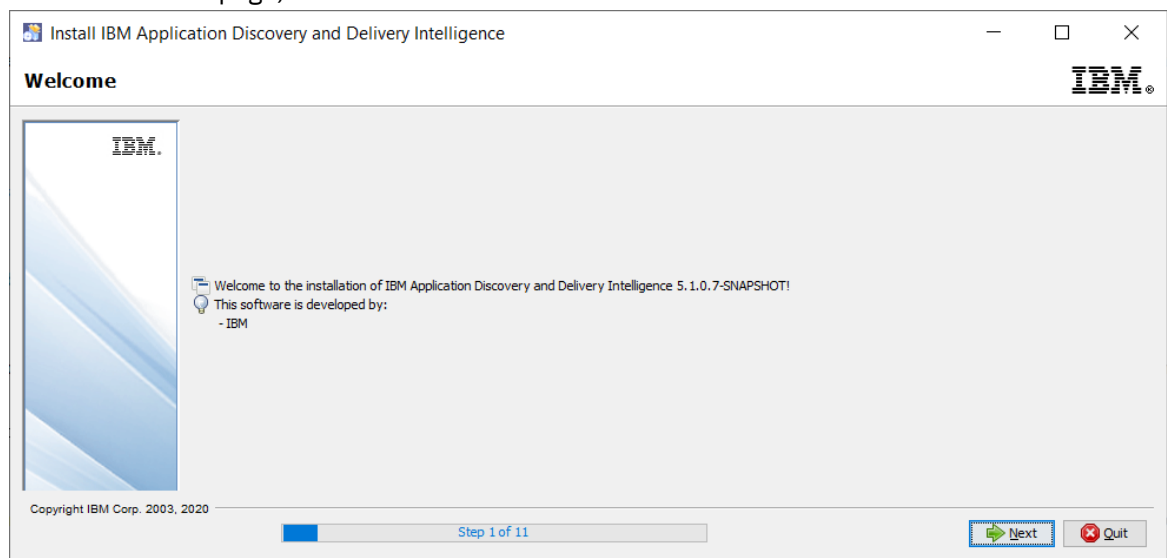 Install IBM Application Discovery and Delivery Intelligence
Welcome
IBM®
IBM.
Welcome to the installation of IBM Application Discovery and Delivery Intelligence 5.1.0.7-SNAPSHOT!
This software is developed by:
- IBM
Copyright IBM Corp. 2003, 2020
Step 1 of 11
Next
Quit